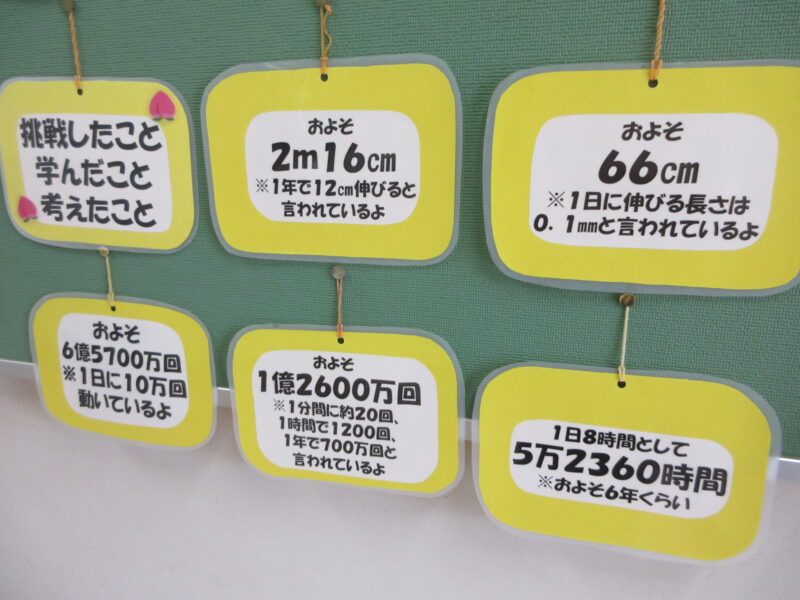 挑戦したこと
学んだこと
考えたこと
およそ
2m16cm
※1年で12cm伸びると
言われているよ
およそ
66cm
※1日に伸びる長さは
0.1mmと言われているよ
およそ
6億5700万回
※1日に10万回
動いているよ
およそ
1億2600万回
※1分間に約20回、
1時間で1200回、
1年で700万回と
言われているよ
1日8時間として
5万2360時間
※およそ6年くらい